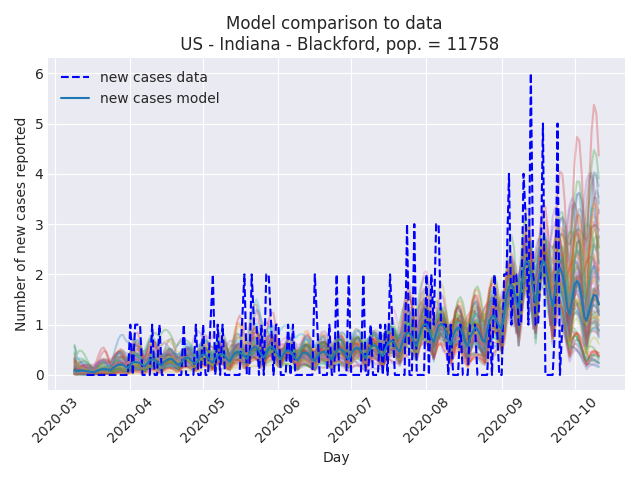 Model comparison to data
US - Indiana - Blackford, pop. = 11758
new cases data
new cases model
Number of new cases reported
6
5
4
3
2
1
0
2020-03
2020-04
2020-05
2020-06
2020-07
2020-08
2020-09
2020-10
Day